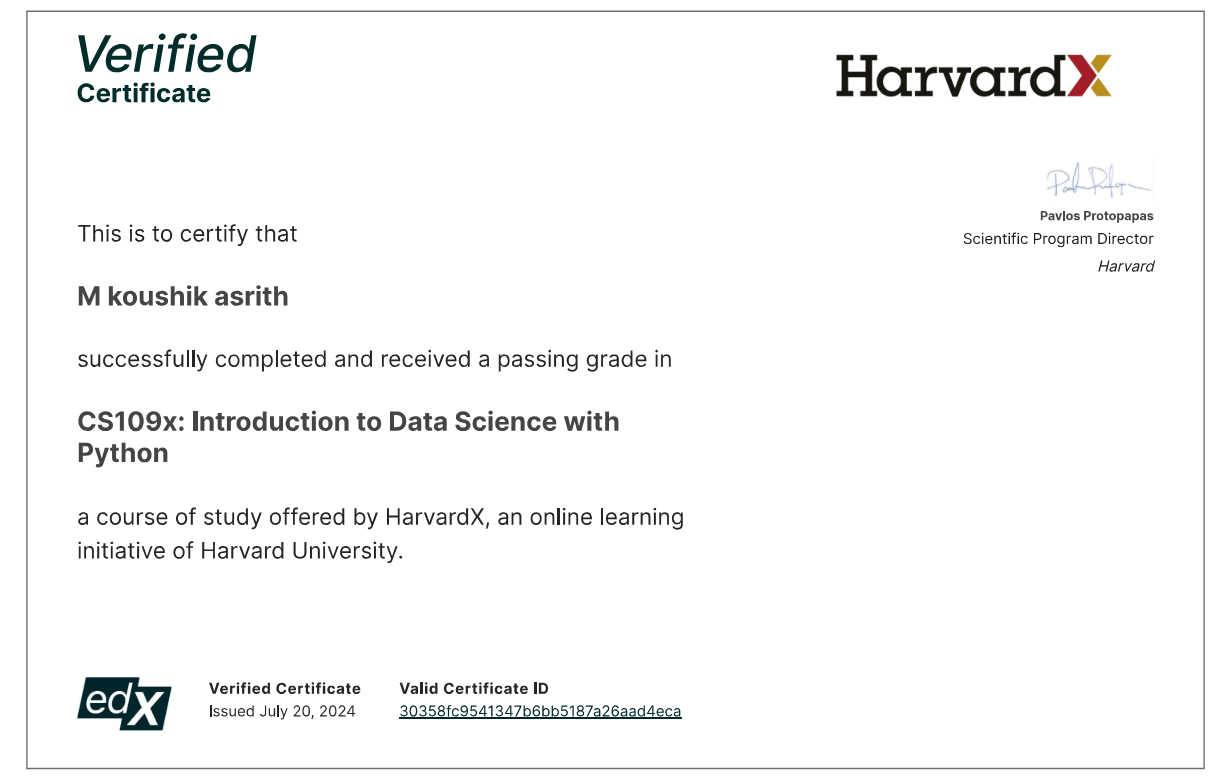 Verified
Certificate
HarvardX
Pavlos Protopapas
Scientific Program Director
Harvard
This is to certify that
M koushik asrith
successfully completed and received a passing grade in
CS109x: Introduction to Data Science with
Python
a course of study offered by HarvardX, an online learning
initiative of Harvard University.
edX
Verified Certificate
Issued July 20, 2024
Valid Certificate ID
30358fc9541347b6bb5187a26aad4eca